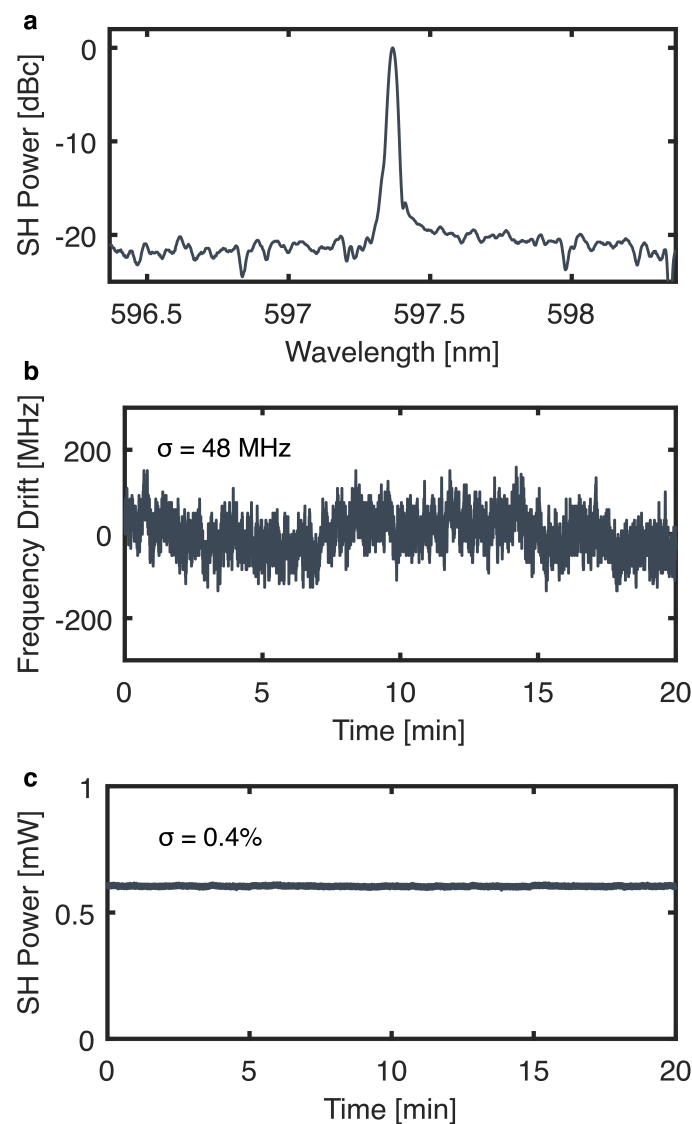 a
SH Power [dBc]
0
-10
-20
596.5 597 597.5 598
Wavelength [nm]
b
Frequency Drift [MHz]
σ = 48 MHz
200
0
-200
0 5 10 15 20
Time [min]
c
SH Power [mW]
1
σ = 0.4%
0.5
0
0 5 10 15 20
Time [min]